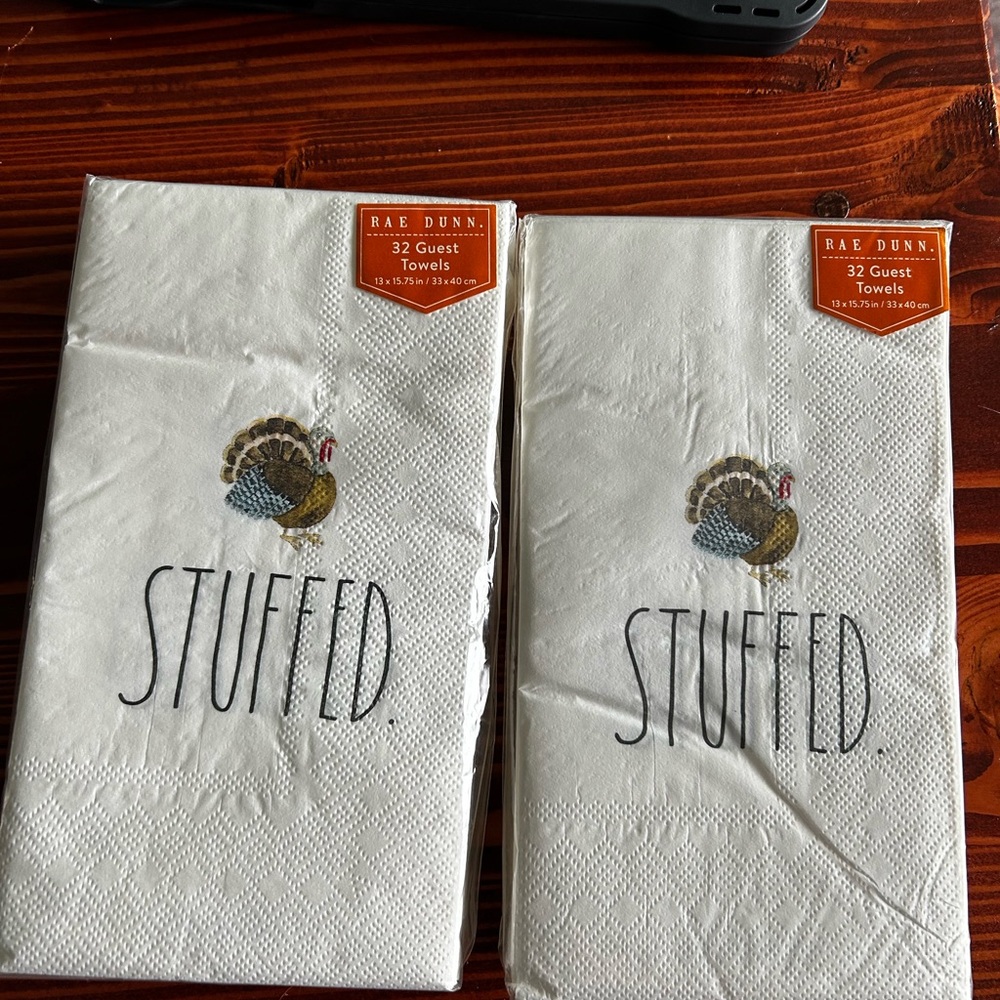 RAE DUNN.
32 Guest
Towels
13 x 15.75 in / 33 x 40 cm
STUFFED.
RAE DUNN.
32 Guest
Towels
13 x 15.75 in / 33 x 40 cm
STUFFED.